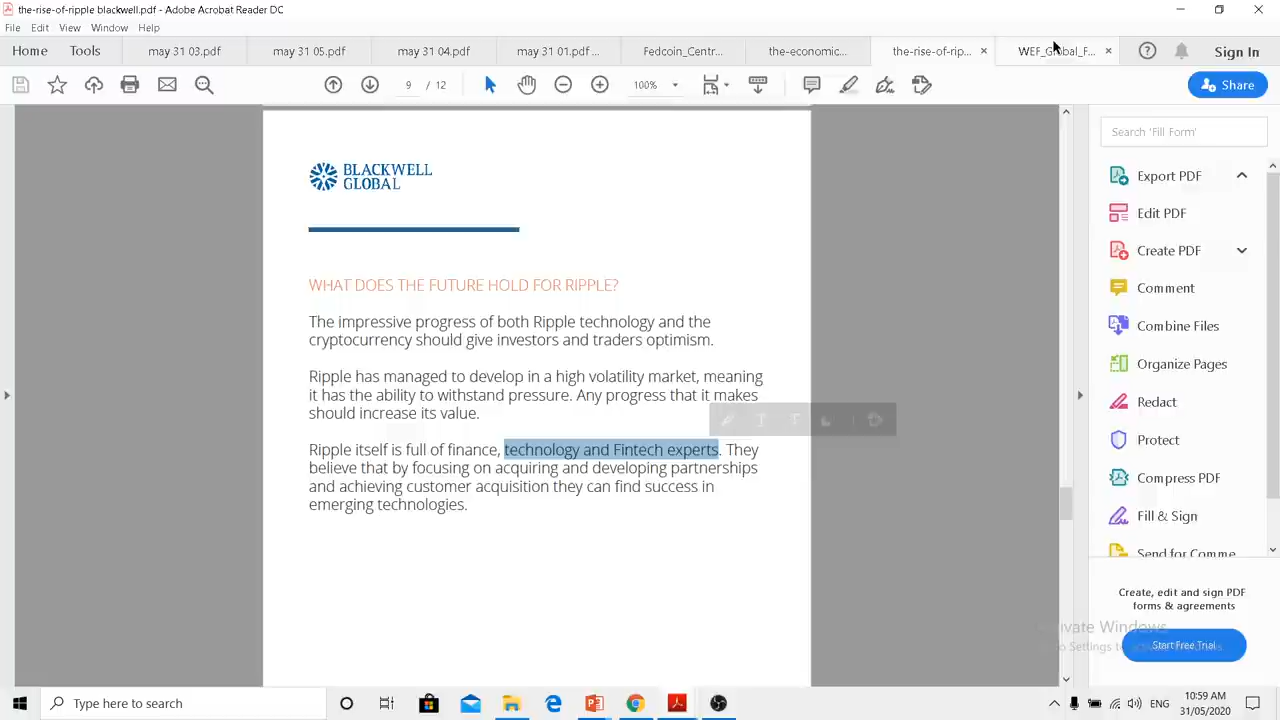 the-rise-of-ripple blackwell.pdf - Adobe Acrobat Reader DC
File Edit View Window Help
Home Tools may 31 03.pdf may 31 05.pdf may 31 04.pdf may 31 01.pdf ... Fedcoin_Centr... the-economic... the-rise-of-rip... × WEF_Global_F... × Sign In
9 / 12 100% Share
Search 'Fill Form'
BLACKWELL
GLOBAL
Export PDF
Edit PDF
Create PDF
Comment
Combine Files
Organize Pages
Redact
Protect
Compress PDF
Fill & Sign
Send for Comme
WHAT DOES THE FUTURE HOLD FOR RIPPLE?
The impressive progress of both Ripple technology and the
cryptocurrency should give investors and traders optimism.
Ripple has managed to develop in a high volatility market, meaning
it has the ability to withstand pressure. Any progress that it makes
should increase its value.
Ripple itself is full of finance, technology and Fintech experts. They
believe that by focusing on acquiring and developing partnerships
and achieving customer acquisition they can find success in
emerging technologies.
Create, edit and sign PDF
forms & agreements
Start Free Trial
Type here to search
ENG
10:59 AM
31/05/2020